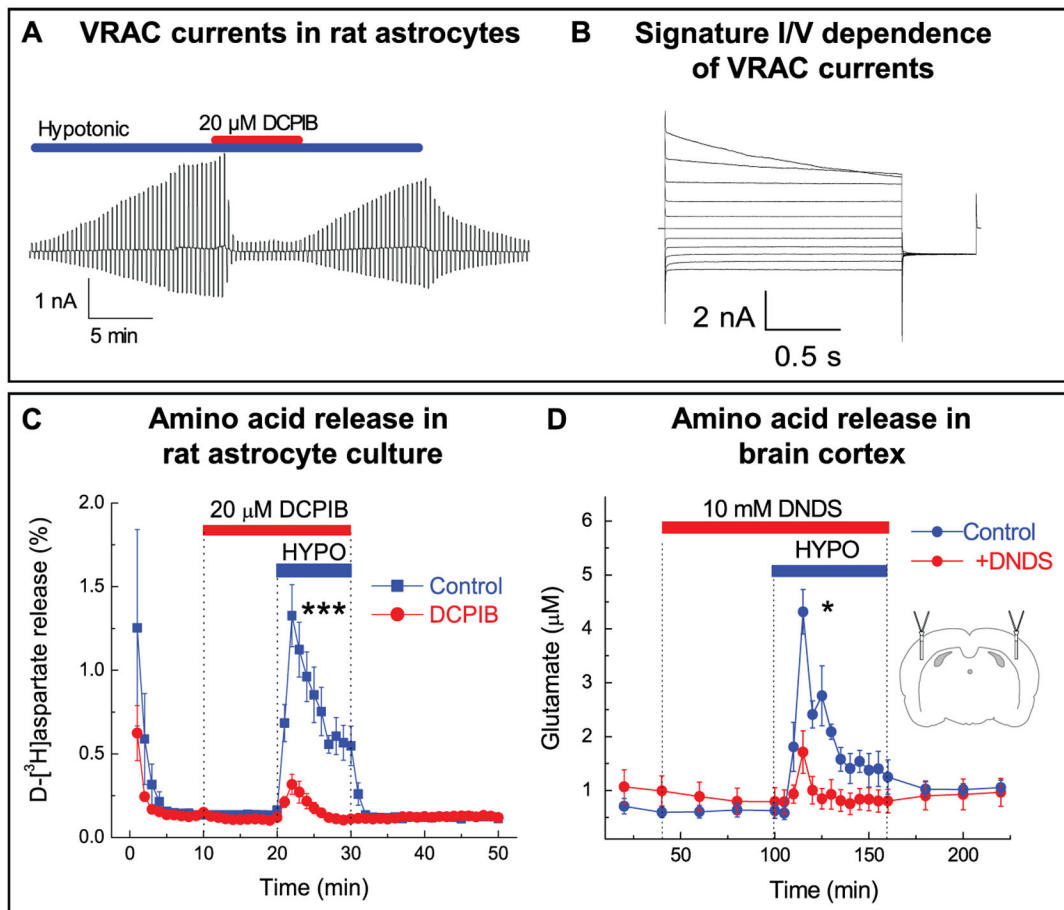 A VRAC currents in rat astrocytes
Hypotonic
20 μM DCPIB
1 nA
5 min
B Signature I/V dependence
of VRAC currents
2 nA
0.5 s
C Amino acid release in
rat astrocyte culture
20 μM DCPIB
HYPO
***
Control
DCPIB
D-[³H]aspartate release (%)
2.0
1.5
1.0
0.5
0.0
0 10 20 30 40 50
Time (min)
D Amino acid release in
brain cortex
10 mM DNDS
HYPO
*
Control
+DNDS
Glutamate (μM)
6
5
4
3
2
1
0
50 100 150 200
Time (min)